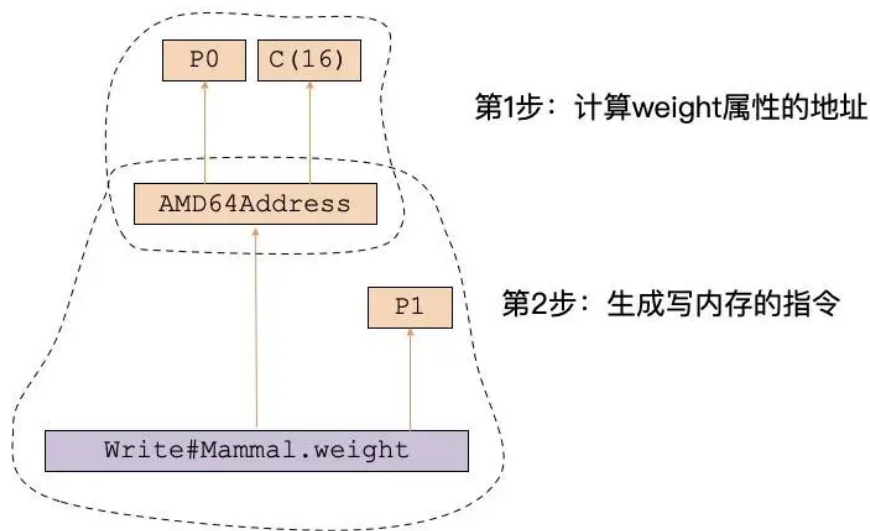 P0
C(16)
第1步：计算weight属性的地址
AMD64Address
P1
第2步：生成写内存的指令
Write#Mammal.weight